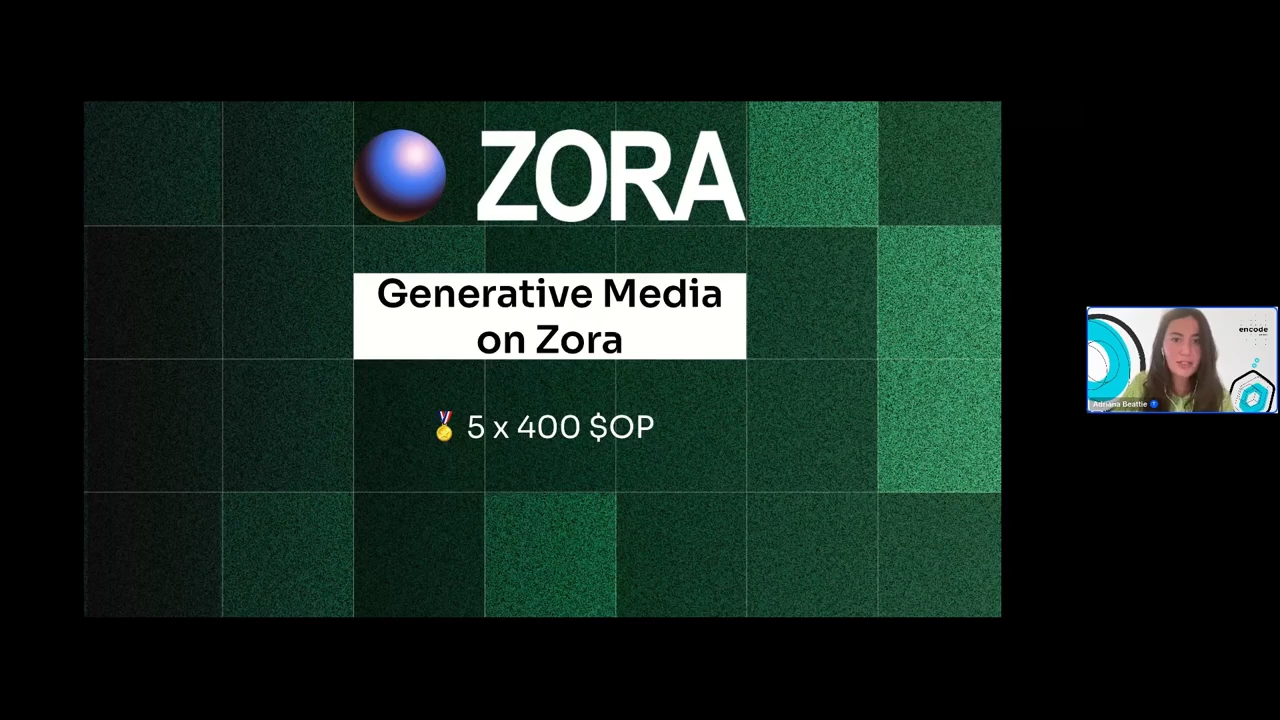 ZORA
Generative Media
on Zora
🏅 5 x 400 $OP
encode
Adriana Beattie